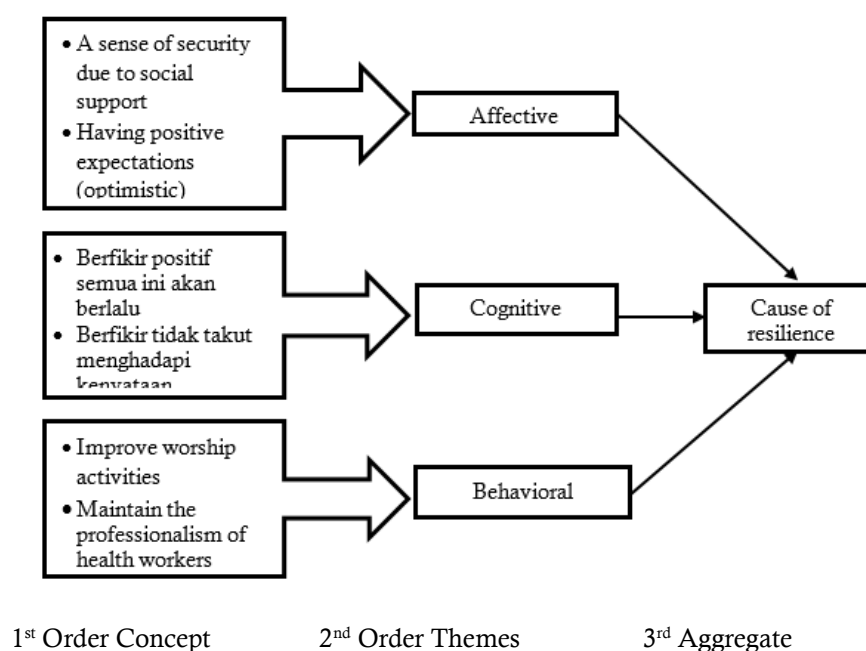 • A sense of security
due to social
support
• Having positive
expectations
(optimistic)
Affective
• Berfikir positif
semua ini akan
berlalu
• Berfikir tidak takut
menghadapi
kenyataan
Cognitive
Cause of
resilience
• Improve worship
activities
• Maintain the
professionalism of
health workers
Behavioral
1st Order Concept
2nd Order Themes
3rd Aggregate